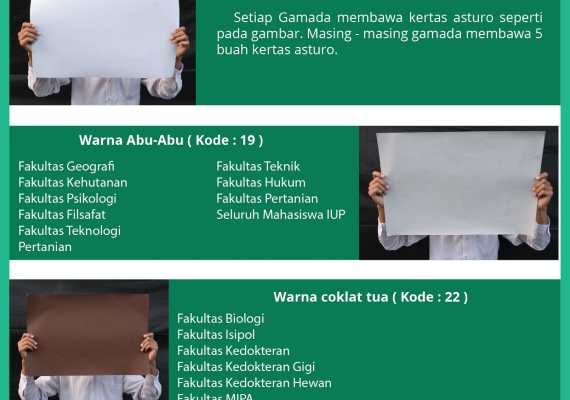 Setiap Gamada membawa kertas asturo seperti
pada gambar. Masing - masing gamada membawa 5
buah kertas asturo.
Warna Abu-Abu ( Kode : 19 )
Fakultas Geografi
Fakultas Kehutanan
Fakultas Psikologi
Fakultas Filsafat
Fakultas Teknologi
Pertanian
Fakultas Teknik
Fakultas Hukum
Fakultas Pertanian
Seluruh Mahasiswa IUP
Warna coklat tua ( Kode : 22 )
Fakultas Biologi
Fakultas Isipol
Fakultas Kedokteran
Fakultas Kedokteran Gigi
Fakultas Kedokteran Hewan
Fakultas MIPA